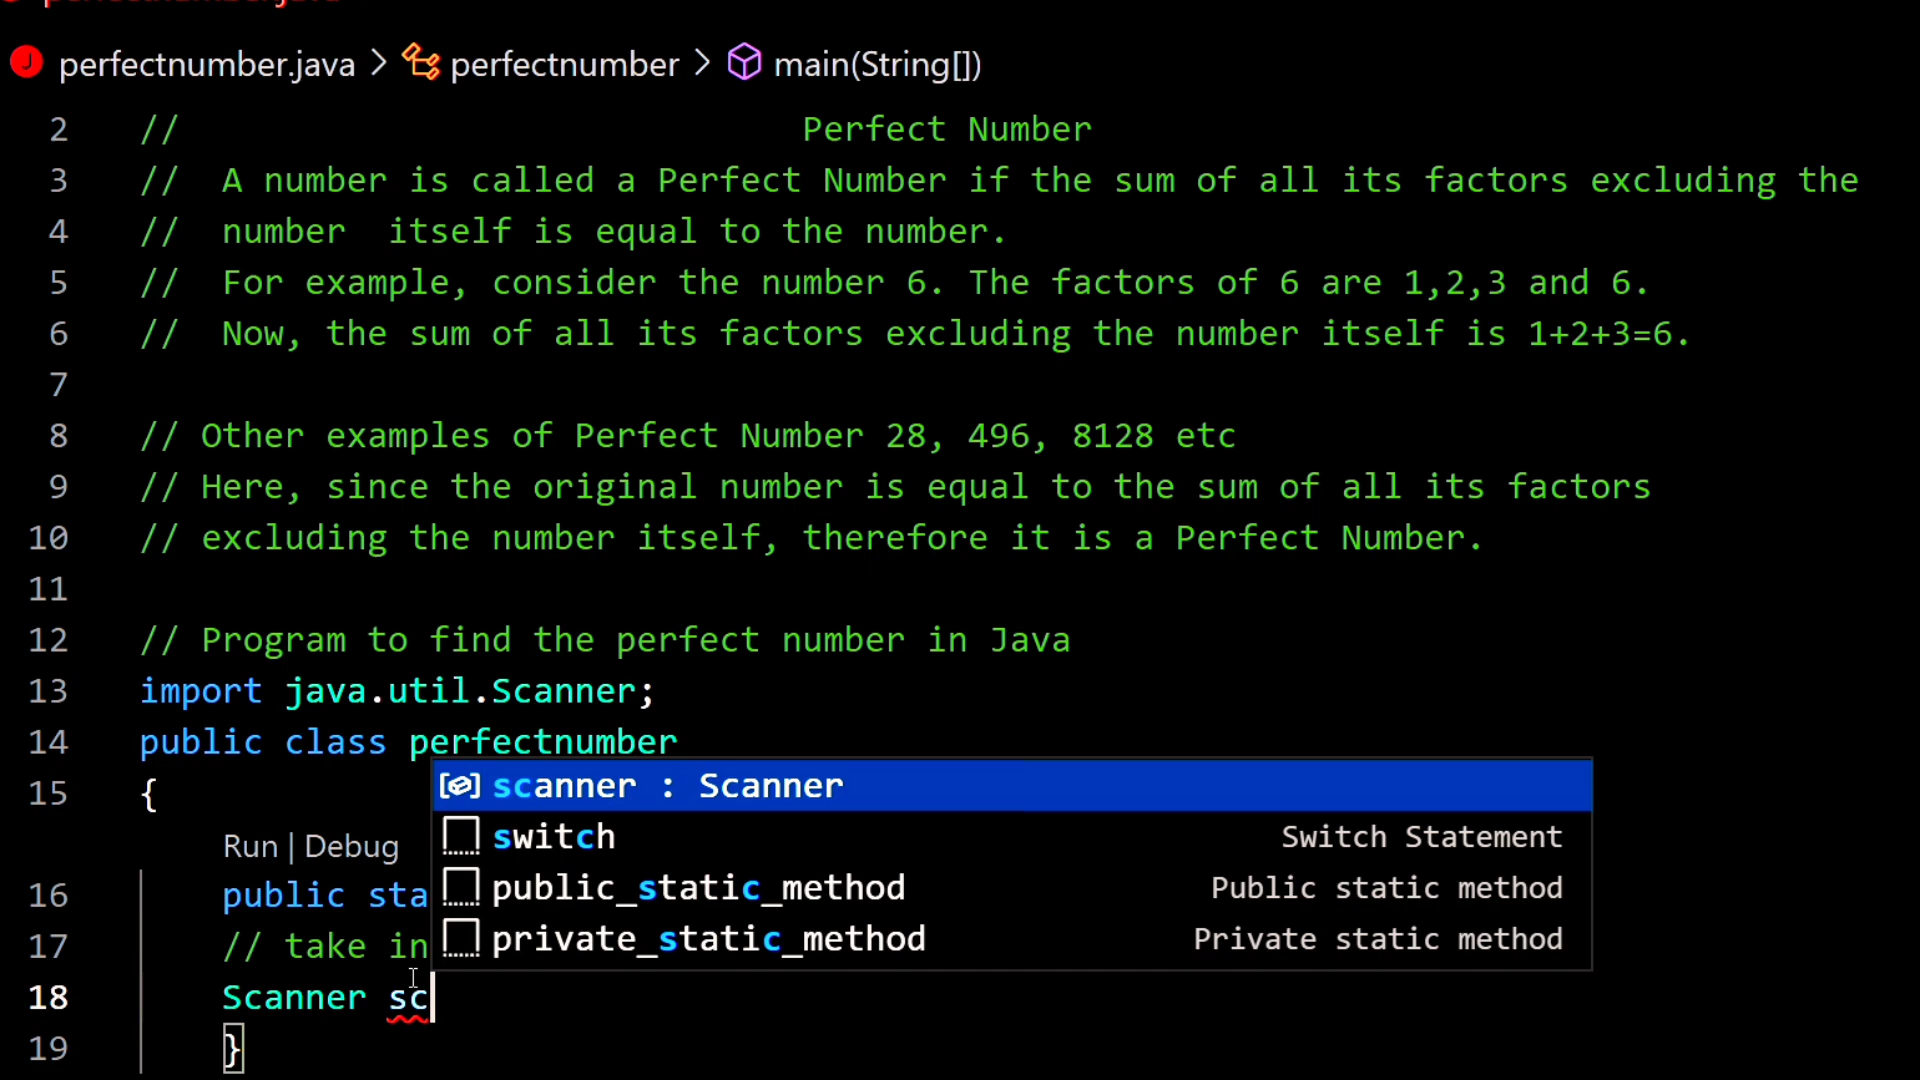 perfectnumber.java > perfectnumber > main(String[])
2 // Perfect Number
3 // A number is called a Perfect Number if the sum of all its factors excluding the
4 // number  itself is equal to the number.
5 // For example, consider the number 6. The factors of 6 are 1,2,3 and 6.
6 // Now, the sum of all its factors excluding the number itself is 1+2+3=6.
7
8 // Other examples of Perfect Number 28, 496, 8128 etc
9 // Here, since the original number is equal to the sum of all its factors
10 // excluding the number itself, therefore it is a Perfect Number.
11
12 // Program to find the perfect number in Java
13 import java.util.Scanner;
14 public class perfectnumber
15 {
scanner : Scanner
switch Switch Statement
public_static_method Public static method
private_static_method Private static method
Run | Debug
16 public sta
17 // take in
18 Scanner sc
19 }